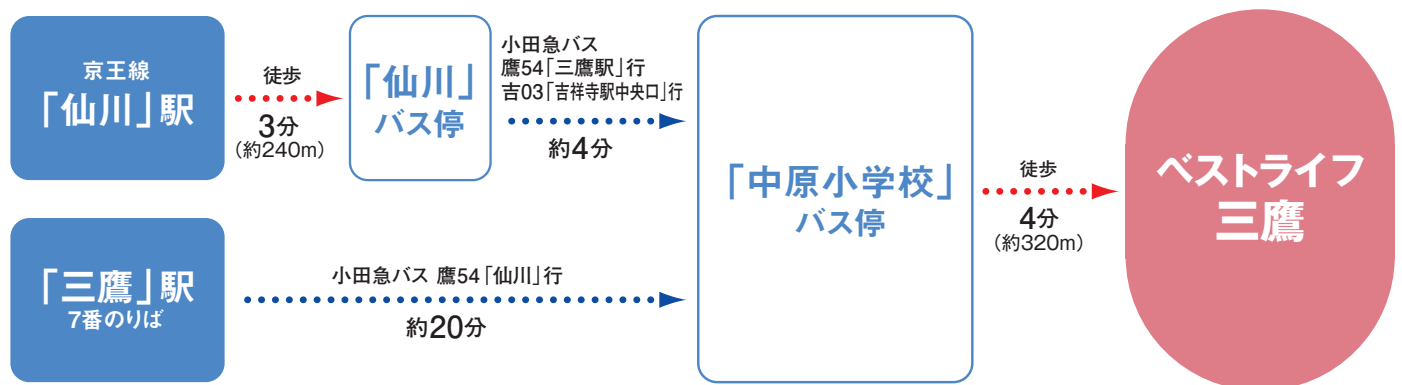 京王線
「仙川」駅
徒歩
3分
(約240m)
「仙川」
バス停
小田急バス
鷹54「三鷹駅」行
吉03「吉祥寺駅中央口」行
約4分
「三鷹」駅
7番のりば
小田急バス 鷹54「仙川」行
約20分
「中原小学校」
バス停
徒歩
4分
(約320m)
ベストライフ
三鷹